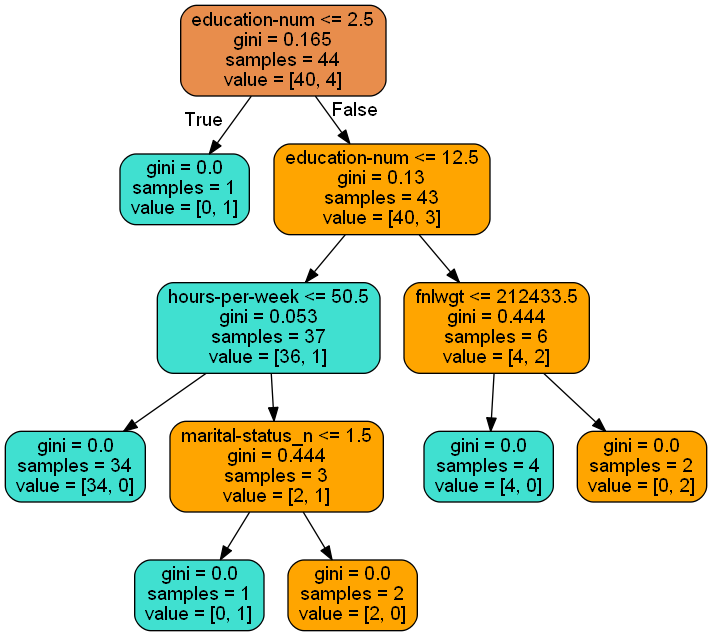 education-num <= 2.5
gini = 0.165
samples = 44
value = [40, 4]
True
False
gini = 0.0
samples = 1
value = [0, 1]
education-num <= 12.5
gini = 0.13
samples = 43
value = [40, 3]
hours-per-week <= 50.5
gini = 0.053
samples = 37
value = [36, 1]
fnlwgt <= 212433.5
gini = 0.444
samples = 6
value = [4, 2]
gini = 0.0
samples = 34
value = [34, 0]
marital-status_n <= 1.5
gini = 0.444
samples = 3
value = [2, 1]
gini = 0.0
samples = 4
value = [4, 0]
gini = 0.0
samples = 2
value = [0, 2]
gini = 0.0
samples = 1
value = [0, 1]
gini = 0.0
samples = 2
value = [2, 0]